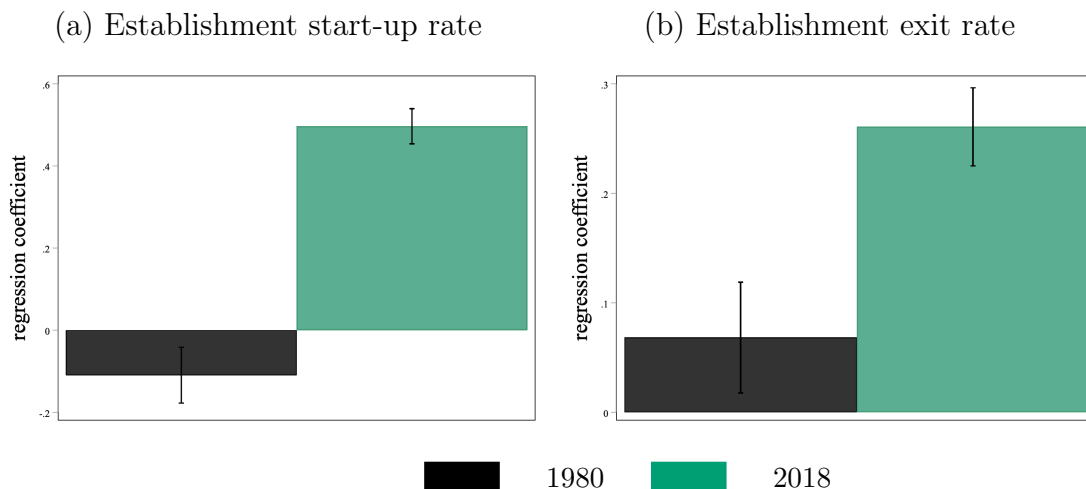 (a) Establishment start-up rate
(b) Establishment exit rate
regression coefficient
.6
.4
.2
0
-.2
regression coefficient
.3
.2
.1
0
1980
2018